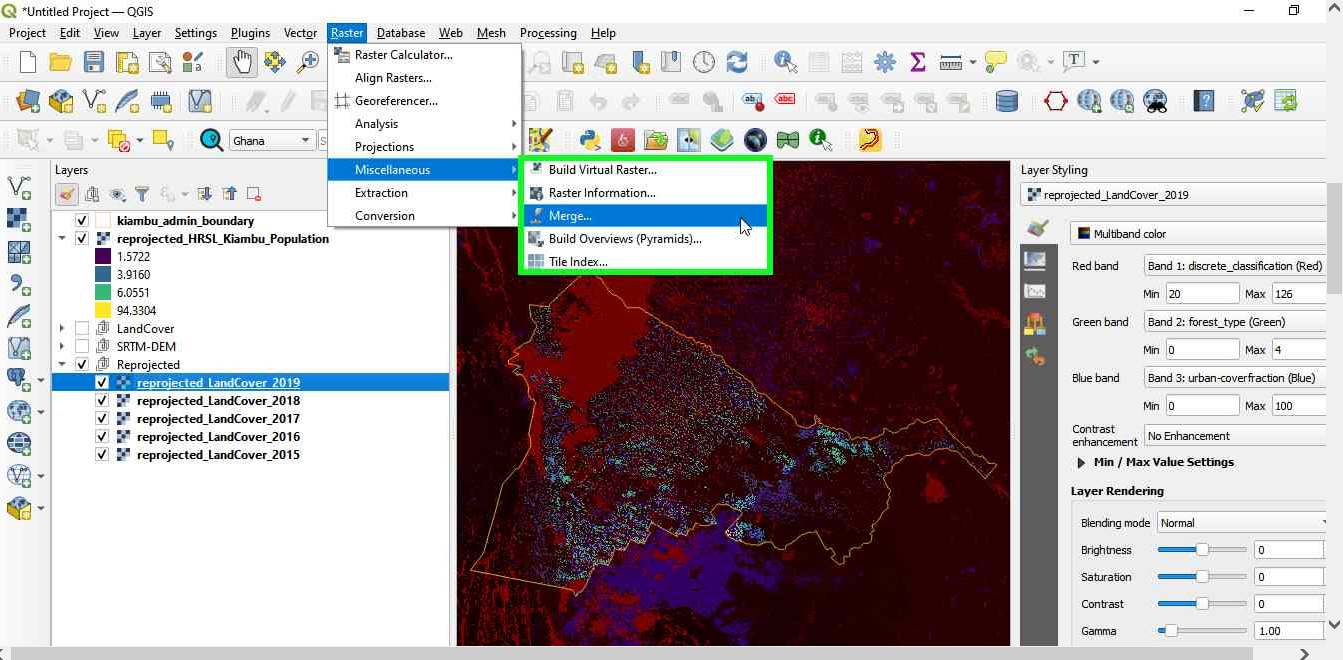 *Untitled Project — QGIS
Project Edit View Layer Settings Plugins Vector Raster Database Web Mesh Processing Help
Raster Calculator...
Align Rasters...
Georeferencer...
Analysis
Projections
Miscellaneous
Extraction
Conversion
Build Virtual Raster...
Raster Information...
Merge...
Build Overviews (Pyramids)...
Tile Index...
Ghana
Layers
kiambu_admin_boundary
reprojected_HRSL_Kiambu_Population
1.5722
3.9160
6.0551
94.3304
LandCover
SRTM-DEM
Reprojected
reprojected_LandCover_2019
reprojected_LandCover_2018
reprojected_LandCover_2017
reprojected_LandCover_2016
reprojected_LandCover_2015
Layer Styling
reprojected_LandCover_2019
Multiband color
Red band Band 1: discrete_classification (Red)
Min 20 Max 126
Green band Band 2: forest_type (Green)
Min 0 Max 4
Blue band Band 3: urban-coverfraction (Blue)
Min 0 Max 100
Contrast
enhancement No Enhancement
Min / Max Value Settings
Layer Rendering
Blending mode Normal
Brightness 0
Saturation 0
Contrast 0
Gamma 1.00